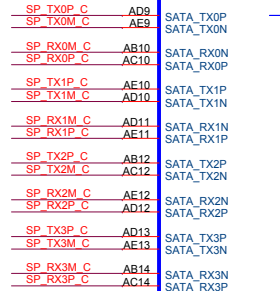 SP_TX0P_C AD9 SATA_TX0P
SP_TX0M_C AE9 SATA_TX0N
SP_RX0M_C AB10 SATA_RX0N
SP_RX0P_C AC10 SATA_RX0P
SP_TX1P_C AE10 SATA_TX1P
SP_TX1M_C AD10 SATA_TX1N
SP_RX1M_C AD11 SATA_RX1N
SP_RX1P_C AE11 SATA_RX1P
SP_TX2P_C AB12 SATA_TX2P
SP_TX2M_C AC12 SATA_TX2N
SP_RX2M_C AE12 SATA_RX2N
SP_RX2P_C AD12 SATA_RX2P
SP_TX3P_C AD13 SATA_TX3P
SP_TX3M_C AE13 SATA_TX3N
SP_RX3M_C AB14 SATA_RX3N
SP_RX3P_C AC14 SATA_RX3P